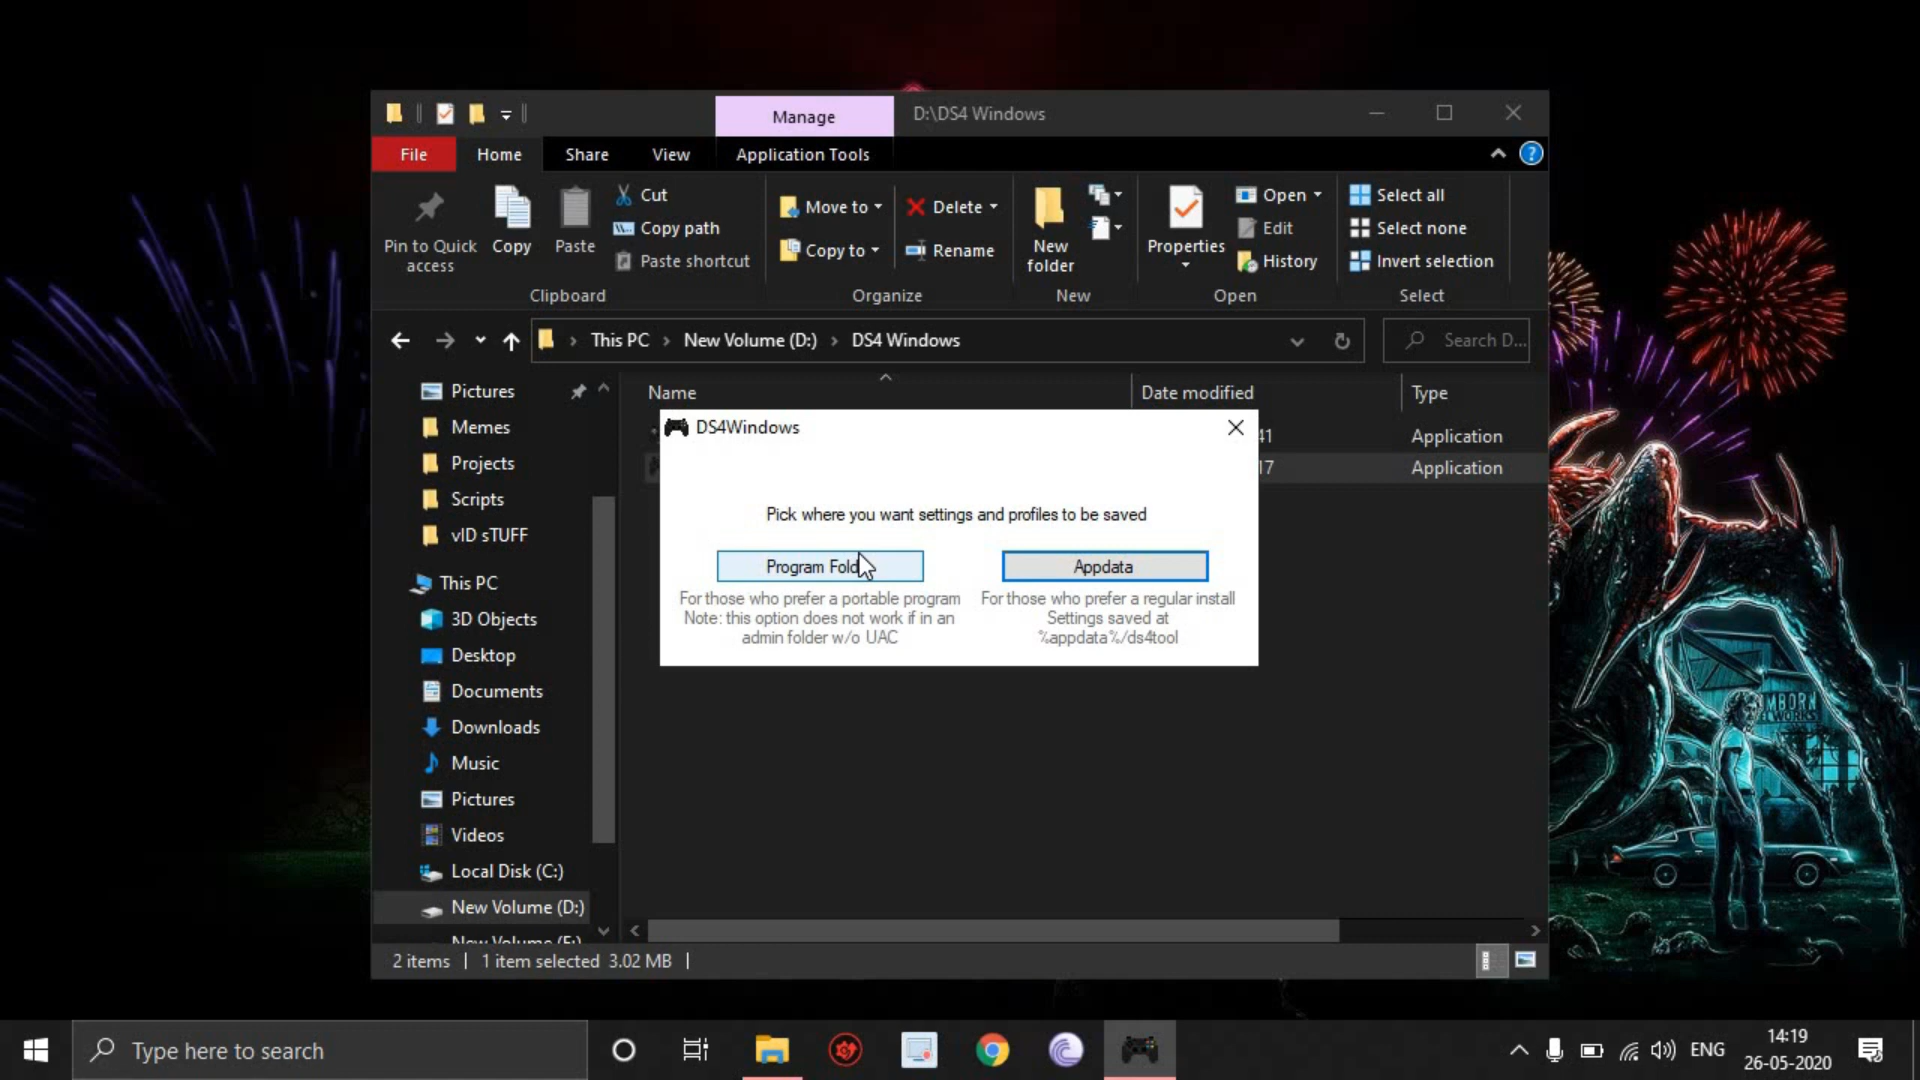 Manage
D:\DS4 Windows
File
Home
Share
View
Application Tools
Pin to Quick
access
Copy
Paste
Cut
Copy path
Paste shortcut
Clipboard
Move to
Copy to
Delete
Rename
Organize
New
folder
New
Properties
Open
Edit
History
Open
Select all
Select none
Invert selection
Select
This PC
New Volume (D:)
DS4 Windows
Search D...
Name
Date modified
Type
Pictures
Memes
Projects
Scripts
vID sTUFF
This PC
3D Objects
Desktop
Documents
Downloads
Music
Pictures
Videos
Local Disk (C:)
New Volume (D:)
41
Application
17
Application
DS4Windows
Pick where you want settings and profiles to be saved
Program Fold
For those who prefer a portable program
Note: this option does not work if in an
admin folder w/o UAC
Appdata
For those who prefer a regular install
Settings saved at
%appdata%/ds4tool
2 items
1 item selected 3.02 MB
Type here to search
ENG
14:19
26-05-2020